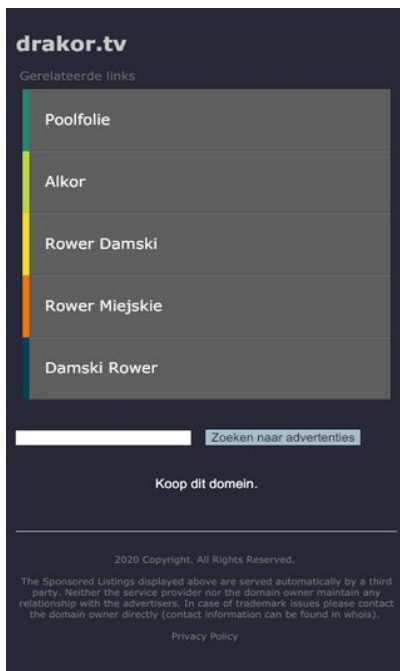 drakor.tv
Gerelateerde links
Poolfolie
Alkor
Rower Damski
Rower Miejskie
Damski Rower
Zoeken naar advertenties
Koop dit domein.
2020 Copyright. All Rights Reserved.
The Sponsored Listings displayed above are served automatically by a third
party. Neither the service provider nor the domain owner maintain any
relationship with the advertisers. In case of trademark issues please contact
the domain owner directly (contact information can be found in whois).
Privacy Policy